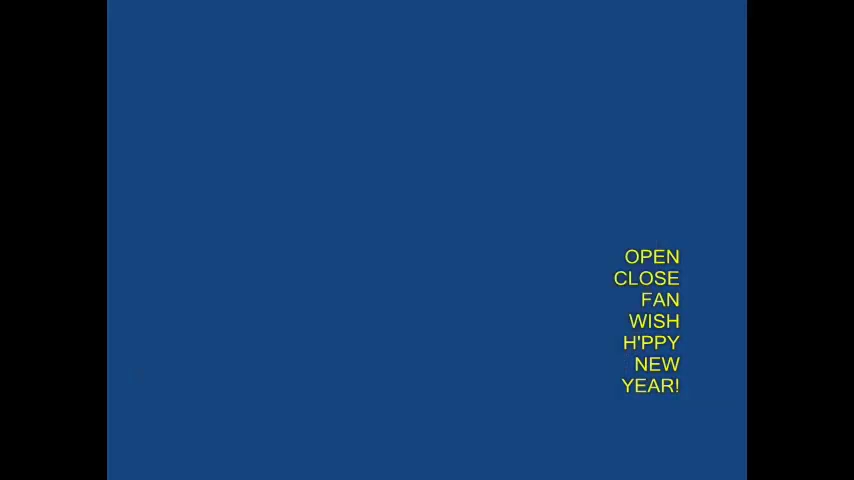 OPEN
CLOSE
FAN
WISH
H'PPY
NEW
YEAR!